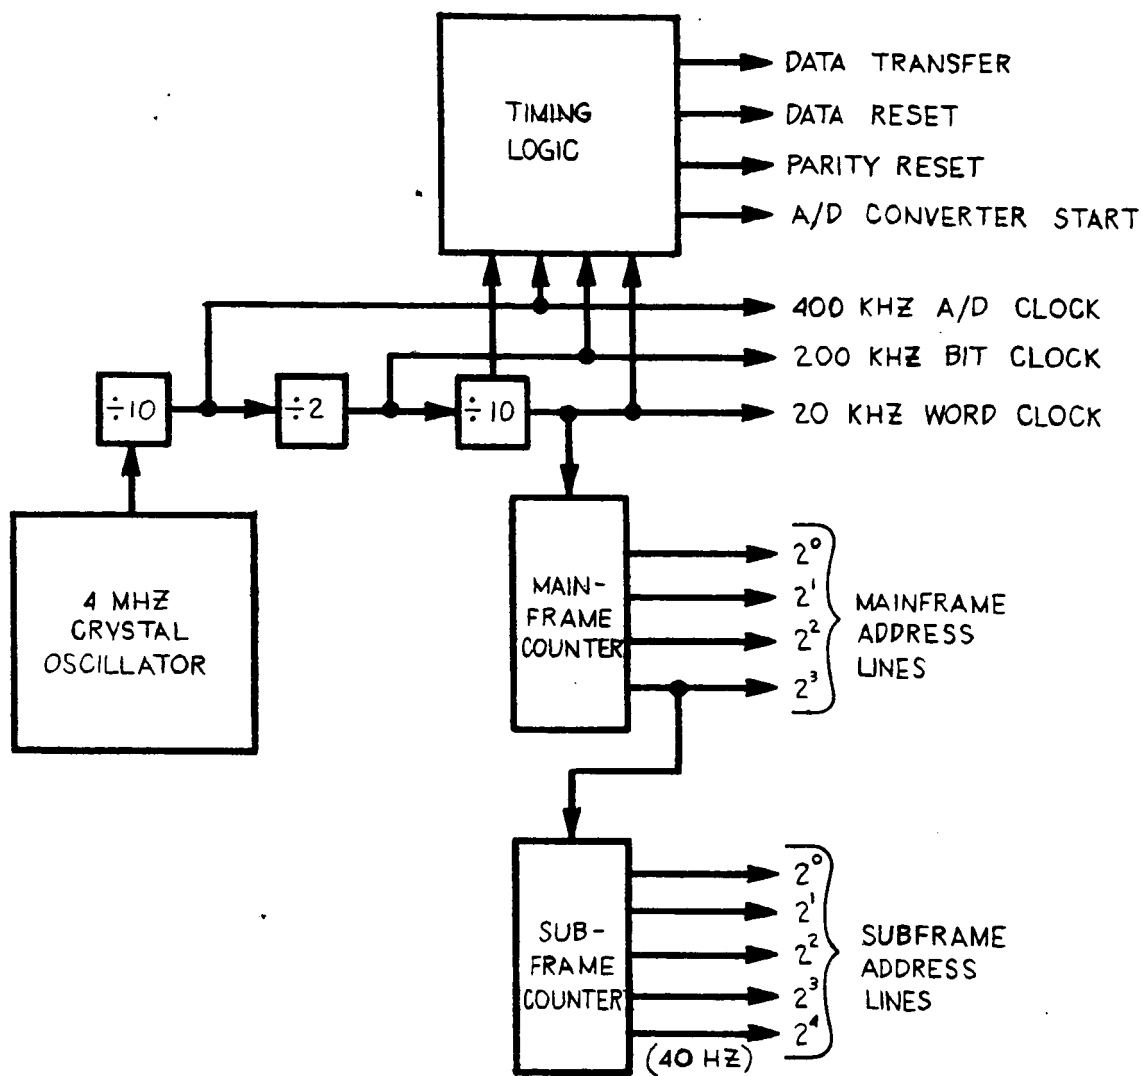 TIMING
LOGIC
DATA TRANSFER
DATA RESET
PARITY RESET
A/D CONVERTER START
400 KHZ A/D CLOCK
200 KHZ BIT CLOCK
20 KHZ WORD CLOCK
÷10
÷2
÷10
4 MHZ
CRYSTAL
OSCILLATOR
MAIN-
FRAME
COUNTER
2⁰
2¹
2²
2³
MAINFRAME
ADDRESS
LINES
SUB-
FRAME
COUNTER
2⁰
2¹
2²
2³
2⁴
(40 HZ)
SUBFRAME
ADDRESS
LINES